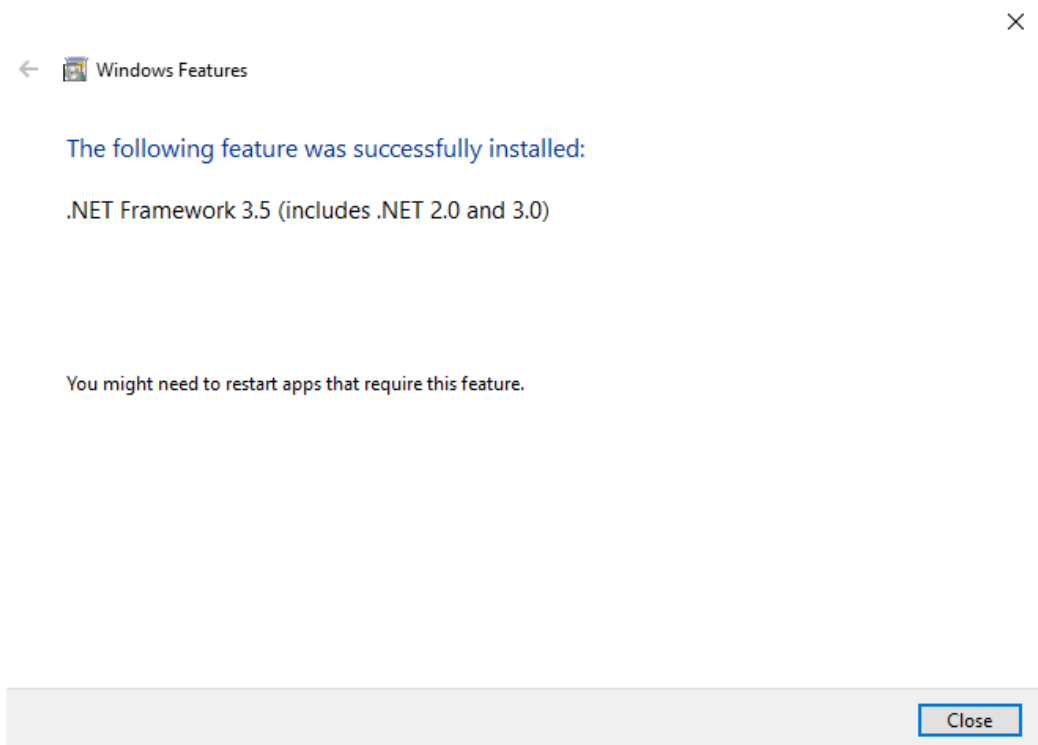 Windows Features
The following feature was successfully installed:
.NET Framework 3.5 (includes .NET 2.0 and 3.0)
You might need to restart apps that require this feature.
Close